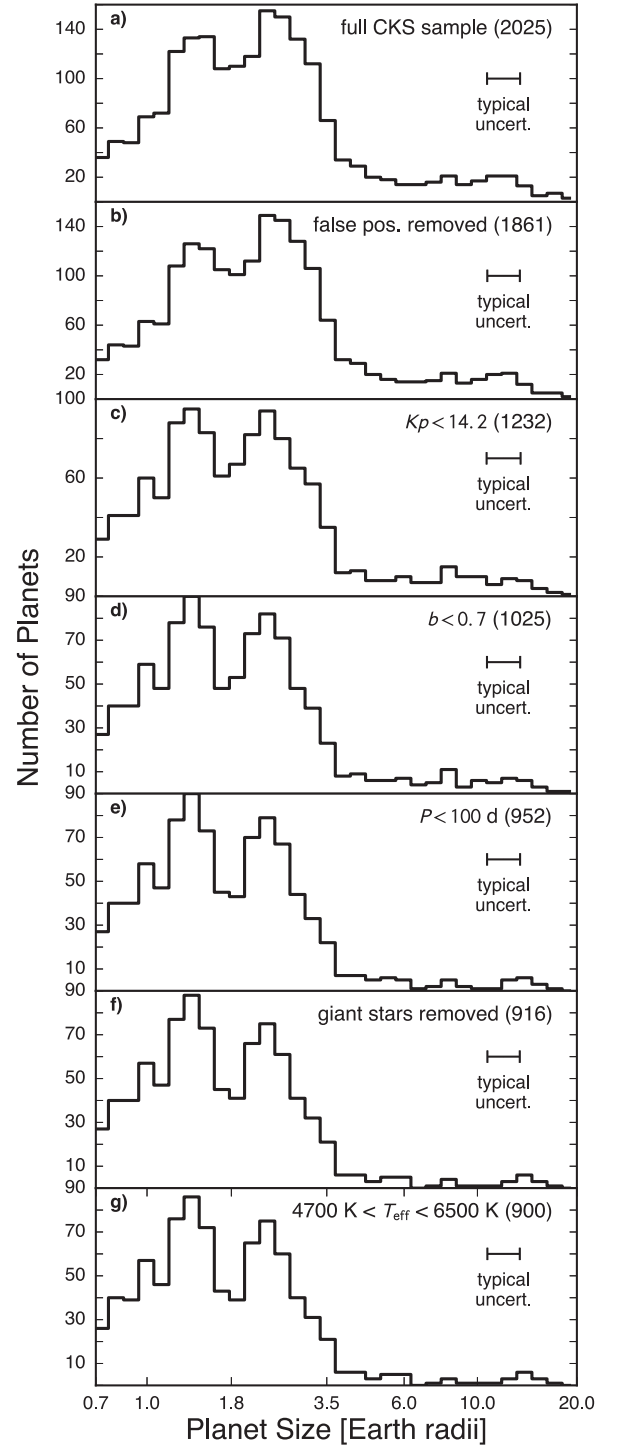 a)
full CKS sample (2025)
140
100
60
20
typical
uncert.
b)
false pos. removed (1861)
140
100
60
20
typical
uncert.
c)
Kp < 14.2 (1232)
100
60
20
typical
uncert.
d)
b < 0.7 (1025)
90
70
50
30
10
typical
uncert.
e)
P < 100 d (952)
90
70
50
30
10
typical
uncert.
f)
giant stars removed (916)
90
70
50
30
10
typical
uncert.
g)
4700 K < Teff < 6500 K (900)
90
70
50
30
10
typical
uncert.
Number of Planets
0.7 1.0 1.8 3.5 6.0 10.0 20.0
Planet Size [Earth radii]